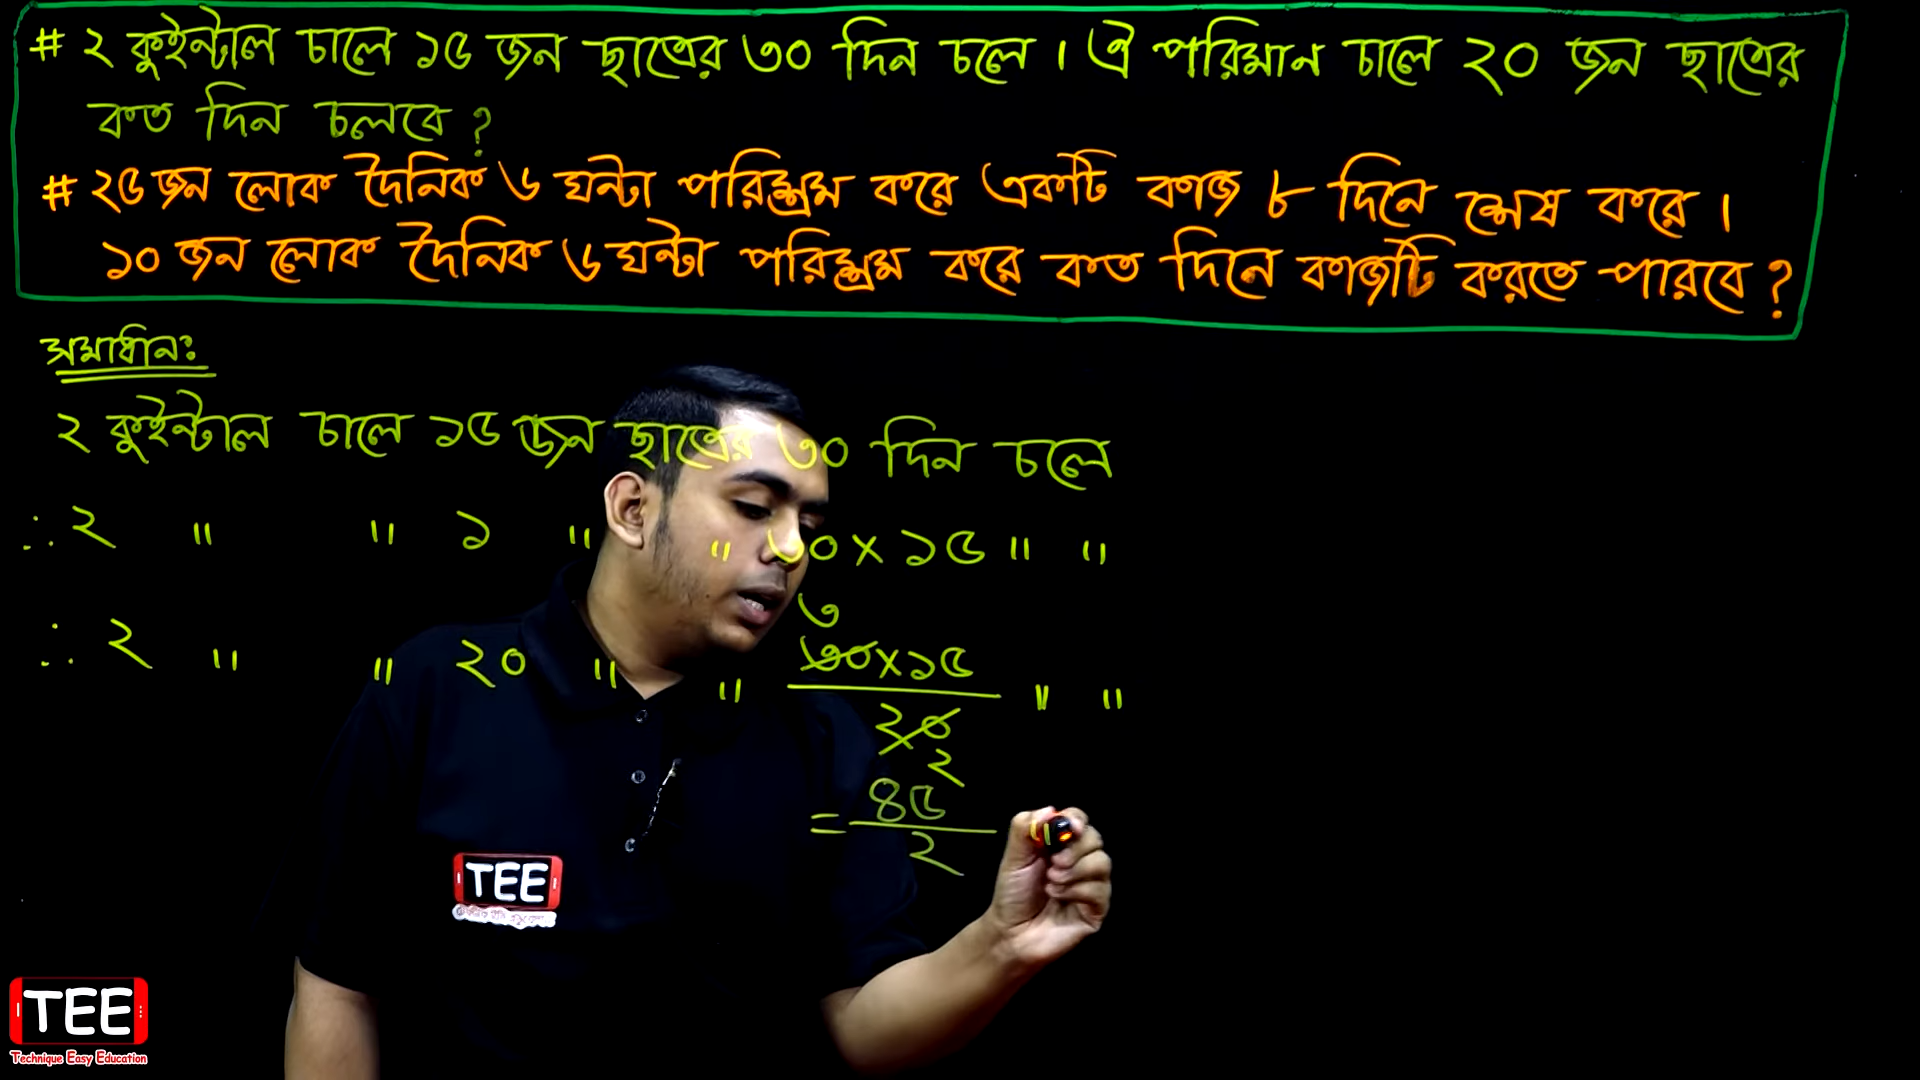 # ২ কুইন্টাল চালে ১৫ জন ছাত্রের ৩০ দিন চলে । ঐ পরিমান চালে ২০ জন ছাত্রের
কত দিন চলবে ?
# ২৫ জন লোক দৈনিক ৬ ঘন্টা পরিশ্রম করে একটি কাজ ৮ দিনে শেষ করে ।
১০ জন লোক দৈনিক ৬ ঘন্টা পরিশ্রম করে কত দিনে কাজটি করতে পারবে ?
সমাধান:
২ কুইন্টাল চালে ১৫ জন ছাত্রের ৩০ দিন চলে
∴ ২ " " ১ " " ৩০ × ১৫ " "
৩
∴ ২ " " ২০ " " ৩০×১৫ " "
২০
২
= ৪৫
২
TEE
TEE
Technique Easy Education